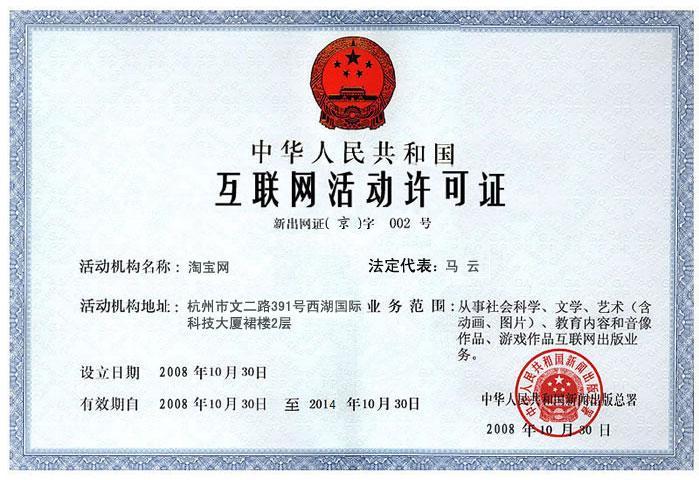 中华人民共和国
互联网活动许可证
新出网证(京)字 002 号
活动机构名称：淘宝网
法定代表：马云
活动机构地址：杭州市文二路391号西湖国际
科技大厦裙楼2层
业务范围：从事社会科学、文学、艺术（含
动画、图片）、教育内容和音像
作品、游戏作品互联网出版业
务。
设立日期 2008 年10月30日
有效期自 2008 年10月30日 至 2014 年10月30日
中华人民共和国新闻出版总署
中华人民共和国新闻出版总署
2008 年 10 月 30 日